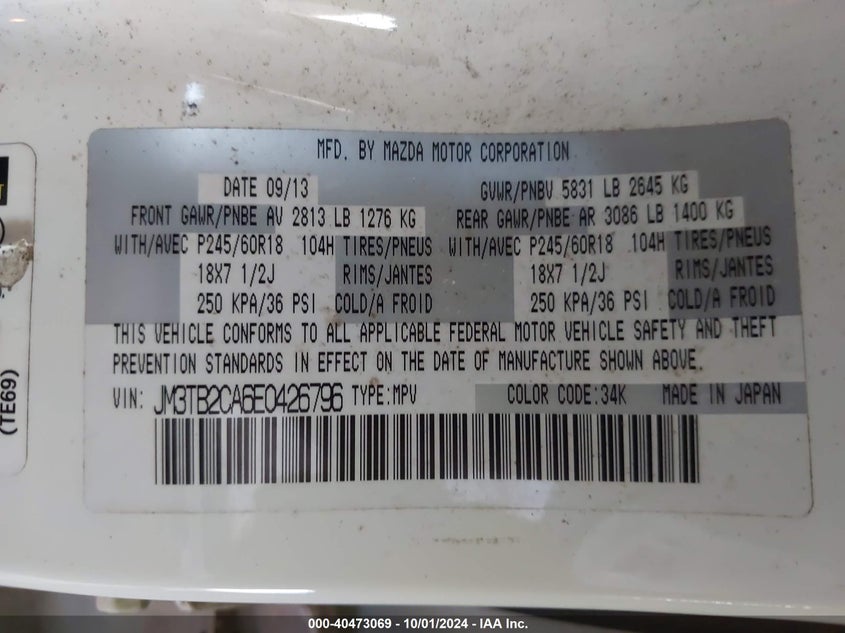 MFD. BY MAZDA MOTOR CORPORATION
DATE 09/13 GVWR/PNBV 5831 LB 2645 KG
FRONT GAWR/PNBE AV 2813 LB 1276 KG REAR GAWR/PNBE AR 3086 LB 1400 KG
WITH/AVEC P245/60R18 104H TIRES/PNEUS WITH/AVEC P245/60R18 104H TIRES/PNEUS
18X7 1/2J RIMS/JANTES 18X7 1/2J RIMS/JANTES
250 KPA/36 PSI COLD/A FROID 250 KPA/36 PSI COLD/A FROID
THIS VEHICLE CONFORMS TO ALL APPLICABLE FEDERAL MOTOR VEHICLE SAFETY AND THEFT
PREVENTION STANDARDS IN EFFECT ON THE DATE OF MANUFACTURE SHOWN ABOVE.
VIN: JM3TB2CA6E0426796 TYPE:MPV COLOR CODE:34K MADE IN JAPAN
(TE69)
000-40473069 - 10/01/2024 - IAA Inc.